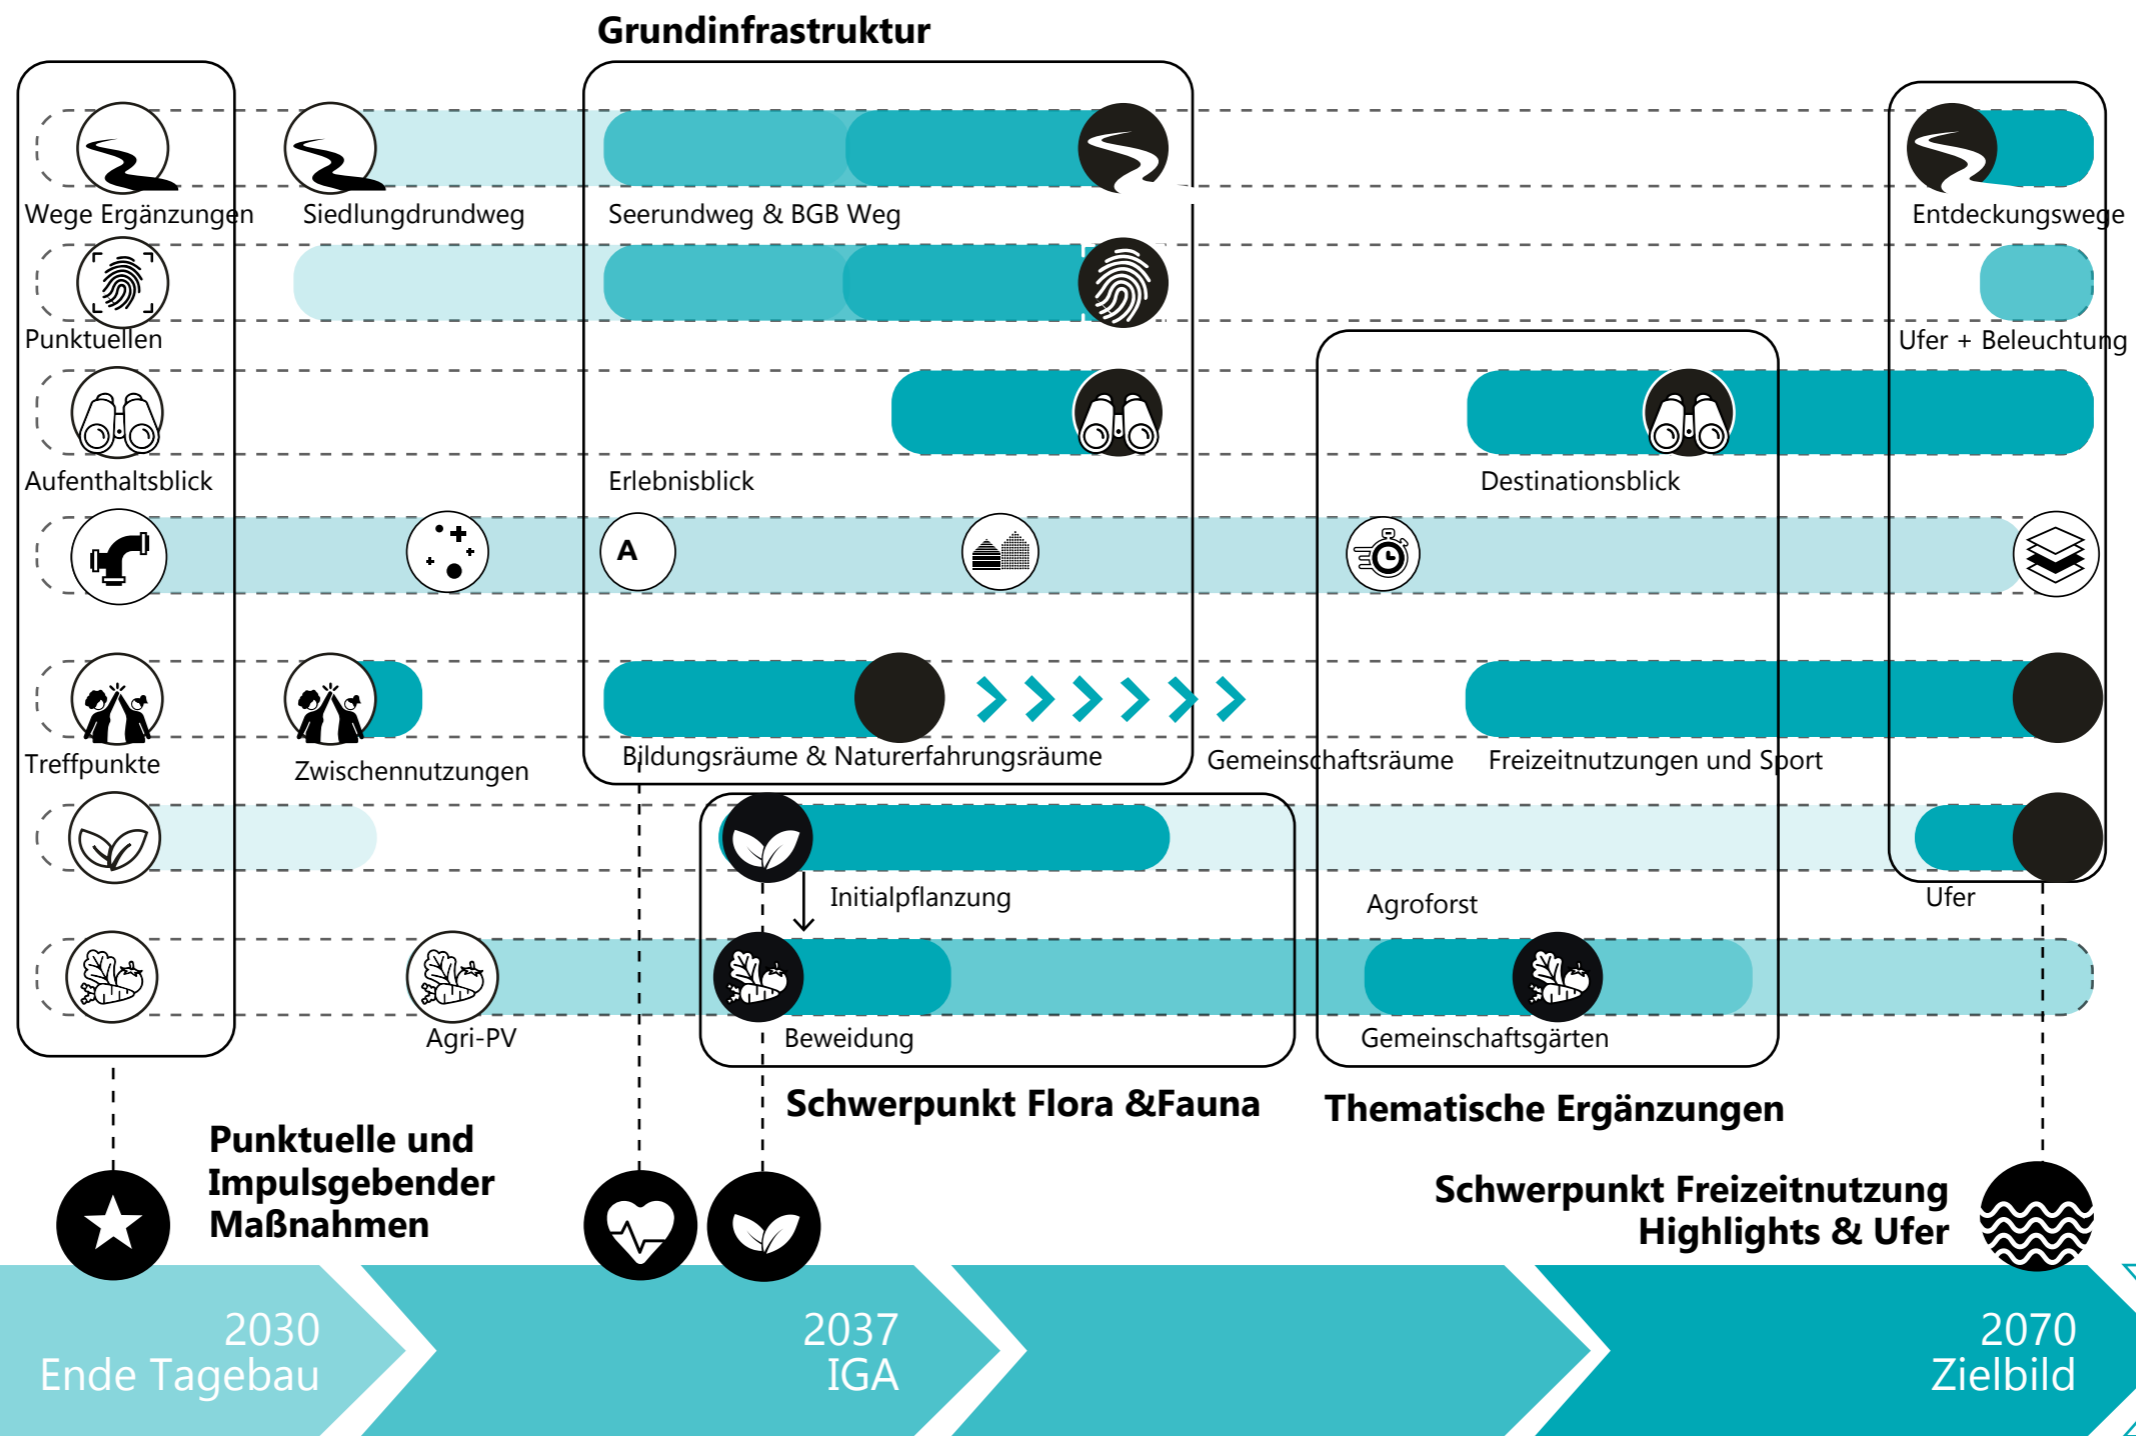 Grundinfrastruktur
Wege Ergänzungen
Siedlungdrundweg
Seerundweg & BGB Weg
Entdeckungswege
Punktuellen
Ufer + Beleuchtung
Aufenthaltsblick
Erlebnisblick
Destinationsblick
A
Treffpunkte
Zwischennutzungen
Bildungsräume & Naturerfahrungsräume
Gemeinschaftsräume
Freizeitnutzungen und Sport
Initialpflanzung
Agroforst
Ufer
Agri-PV
Beweidung
Gemeinschaftsgärten
Schwerpunkt Flora &Fauna
Thematische Ergänzungen
Punktuelle und
Impulsgebender
Maßnahmen
Schwerpunkt Freizeitnutzung
Highlights & Ufer
2030
Ende Tagebau
2037
IGA
2070
Zielbild